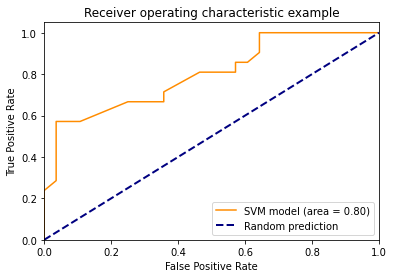 Receiver operating characteristic example
True Positive Rate
1.0
0.8
0.6
0.4
0.2
0.0
SVM model (area = 0.80)
Random prediction
0.0 0.2 0.4 0.6 0.8 1.0
False Positive Rate